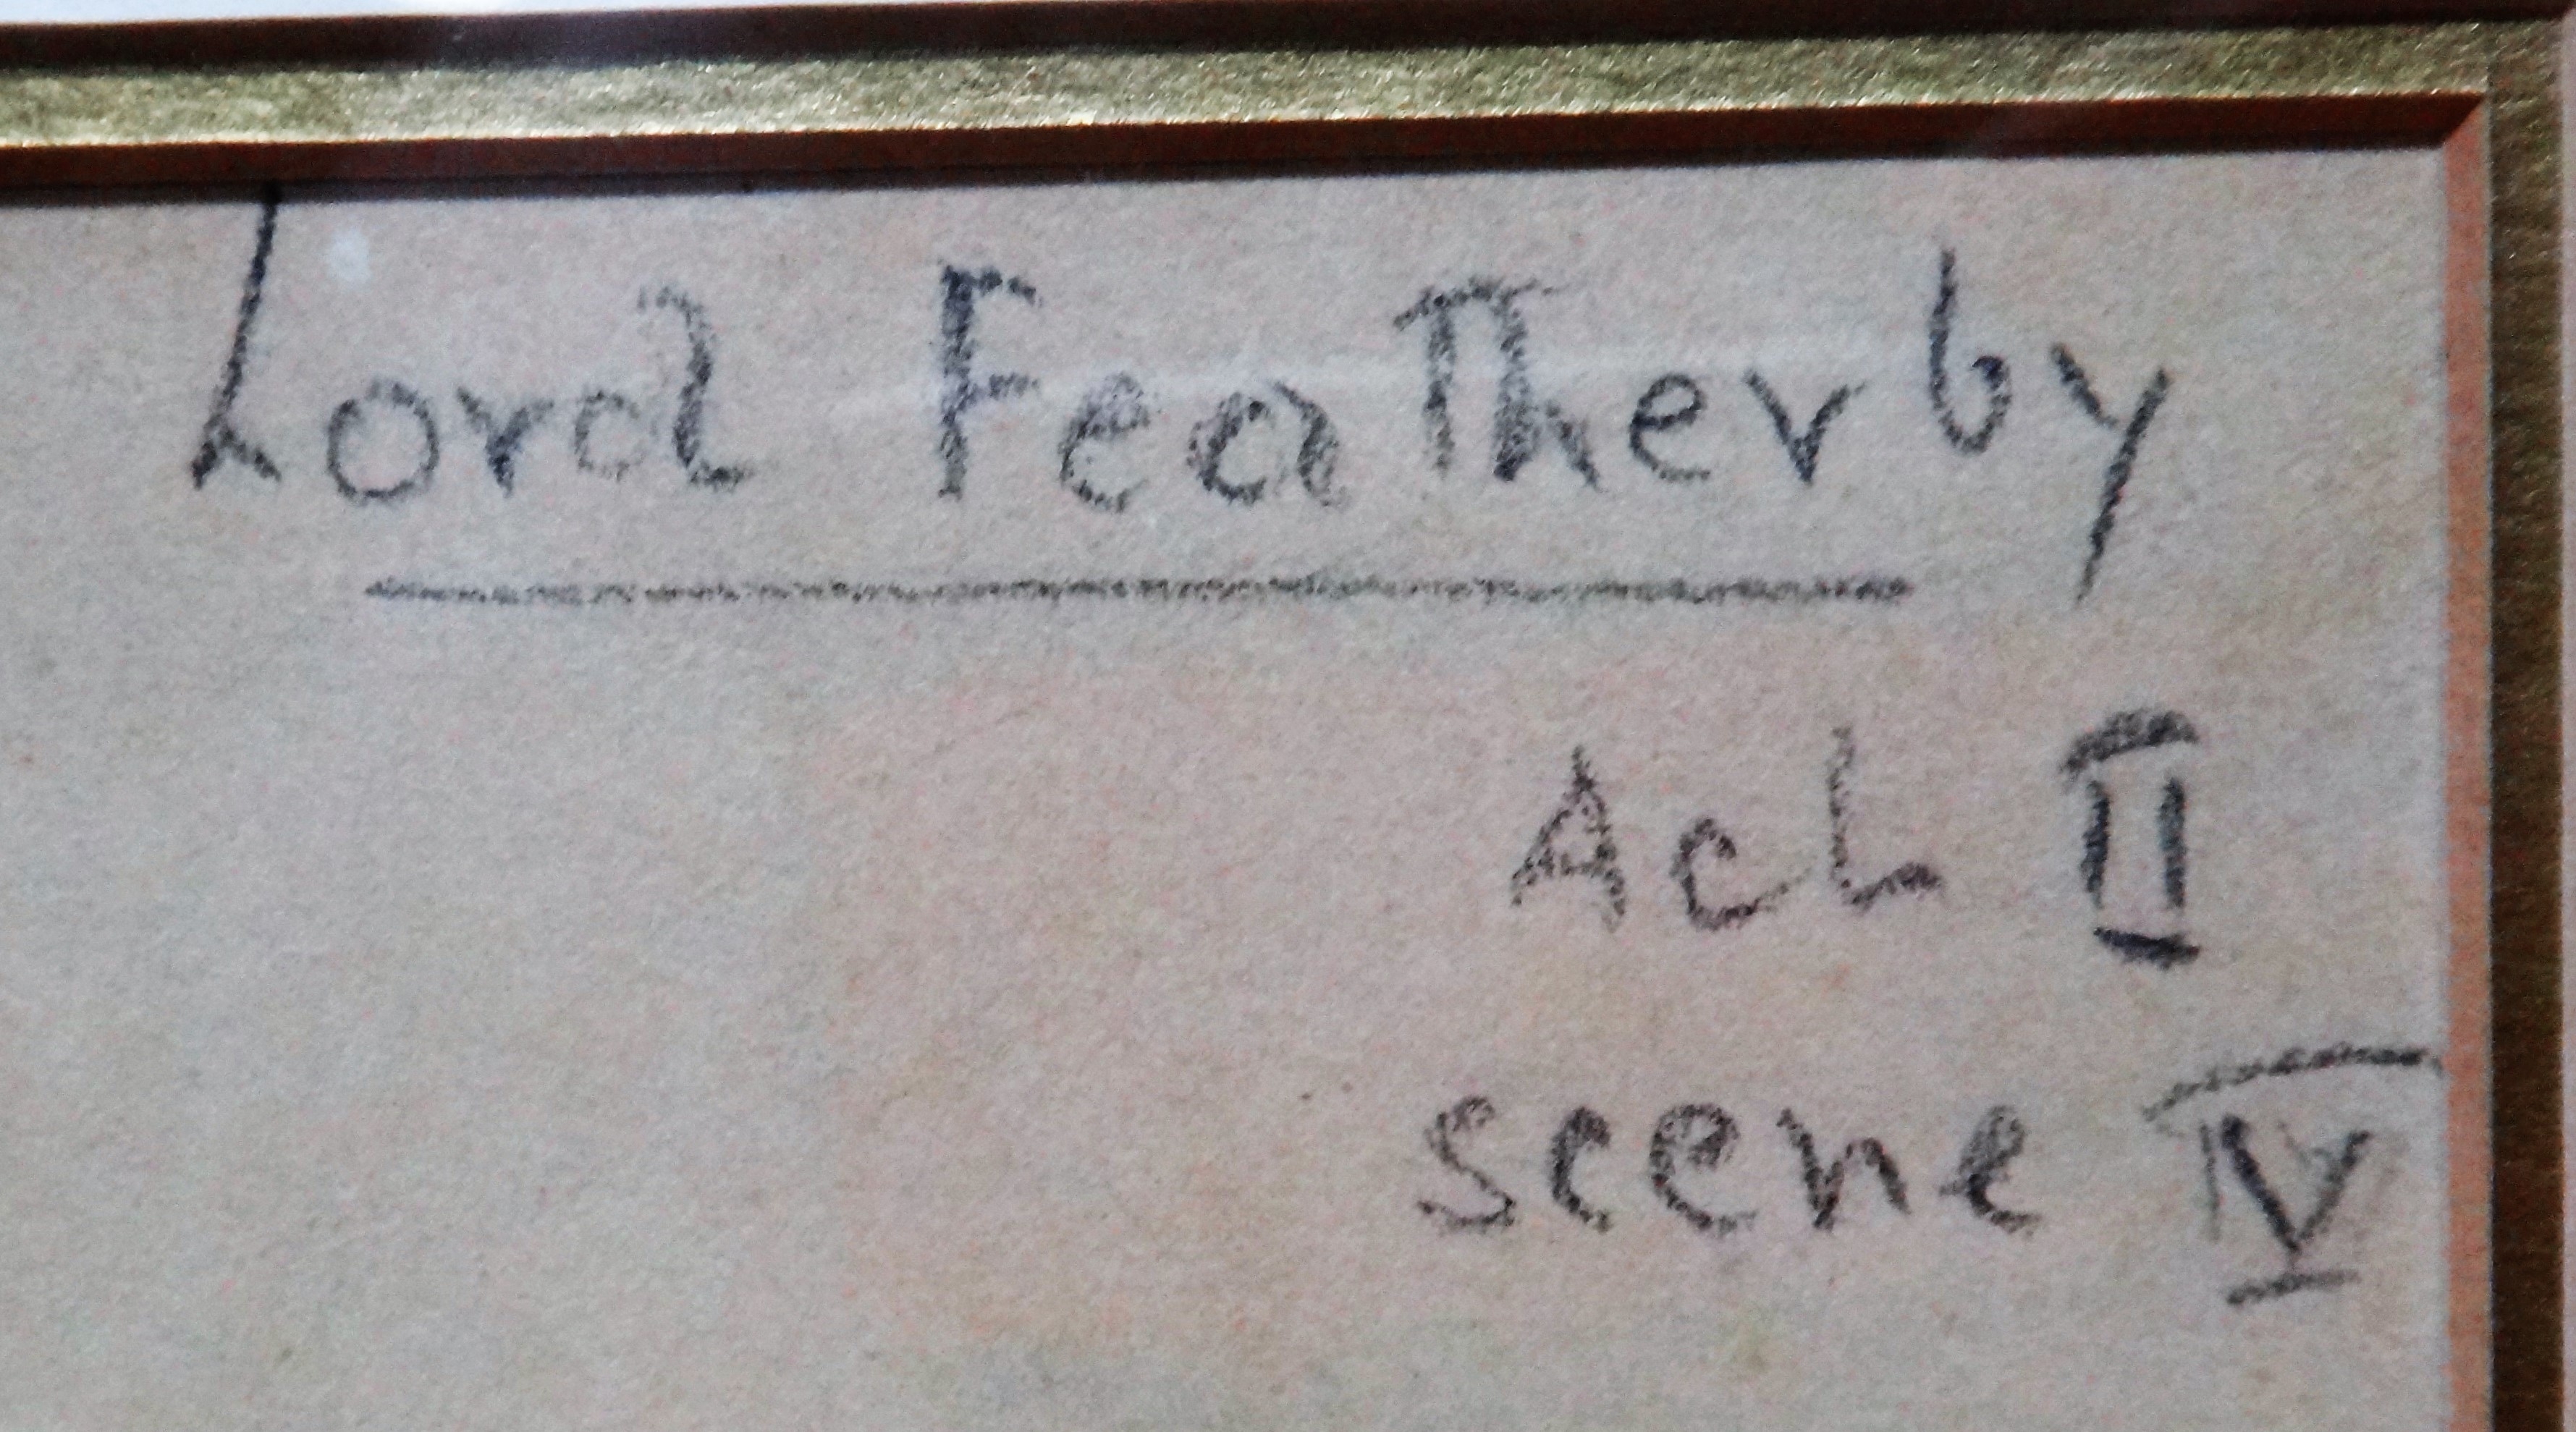 Lord Featherby
Act II
scene IV